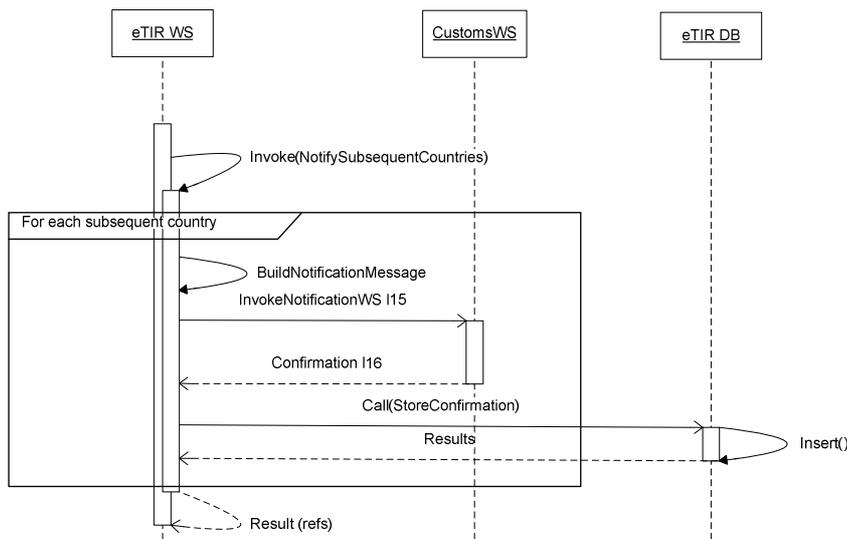 eTIR WS
CustomsWS
eTIR DB
Invoke(NotifySubsequentCountries)
For each subsequent country
BuildNotificationMessage
InvokeNotificationWS I15
Confirmation I16
Call(StoreConfirmation)
Results
Insert()
Result (refs)